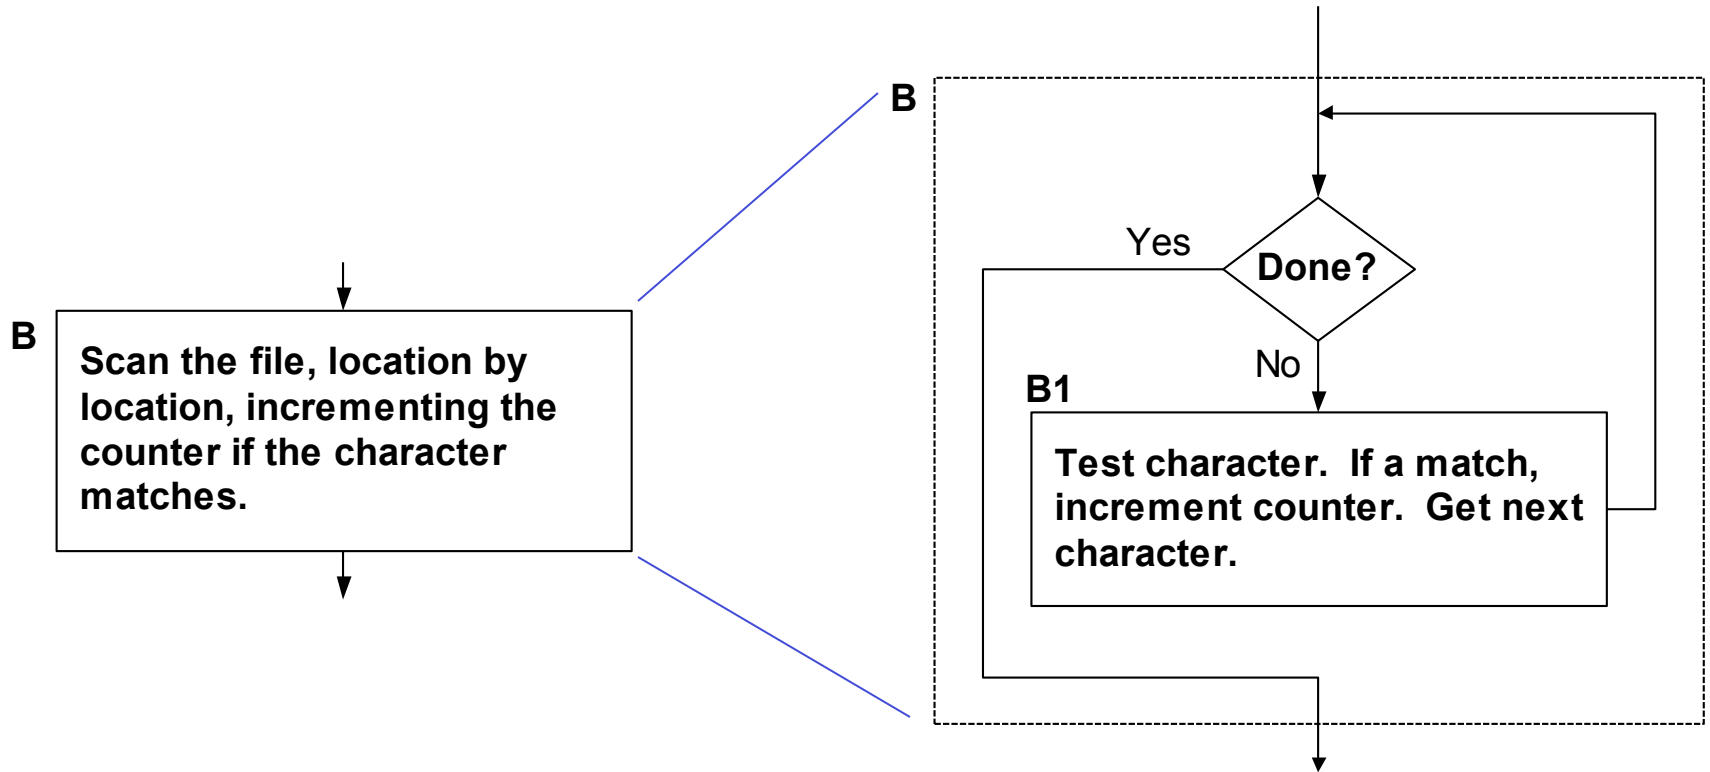 B
Scan the file, location by
location, incrementing the
counter if the character
matches.
B
Yes
Done?
No
B1
Test character.  If a match,
increment counter.  Get next
character.